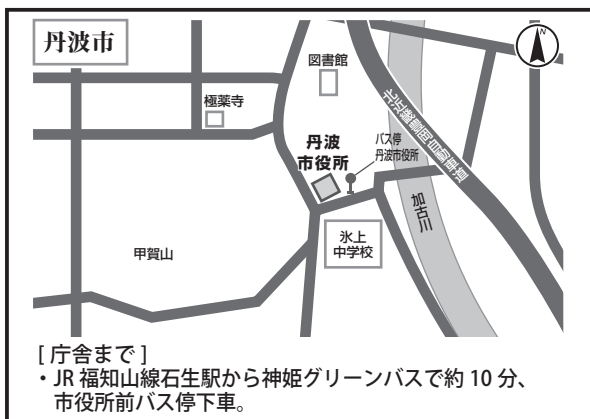 丹波市
N
図書館
極楽寺
丹波
市役所
バス停
丹波市役所
北近畿豊岡自動車道
加古川
氷上
中学校
甲賀山
[ 庁舎まで ]
・JR 福知山線石生駅から神姫グリーンバスで約 10 分、
市役所前バス停下車。